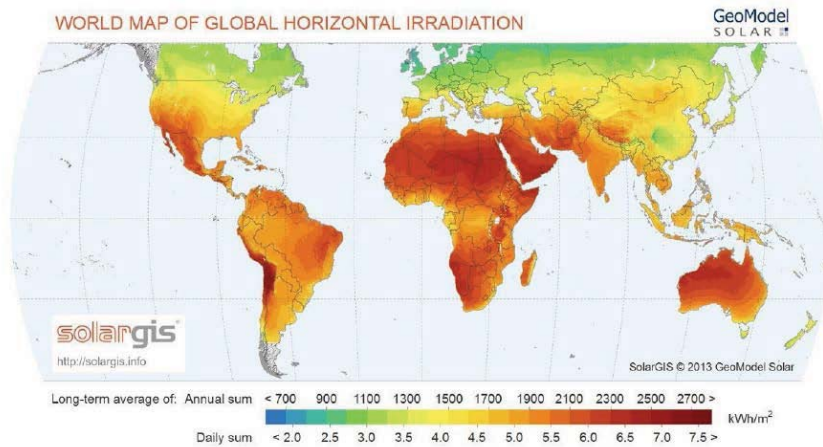 WORLD MAP OF GLOBAL HORIZONTAL IRRADIATION
GeoModel
SOLAR
solargis
http://solargis.info
SolarGIS © 2013 GeoModel Solar
Long-term average of: Annual sum < 700 900 1100 1300 1500 1700 1900 2100 2300 2500 2700 >
kWh/m²
Daily sum < 2.0 2.5 3.0 3.5 4.0 4.5 5.0 5.5 6.0 6.5 7.0 7.5 >